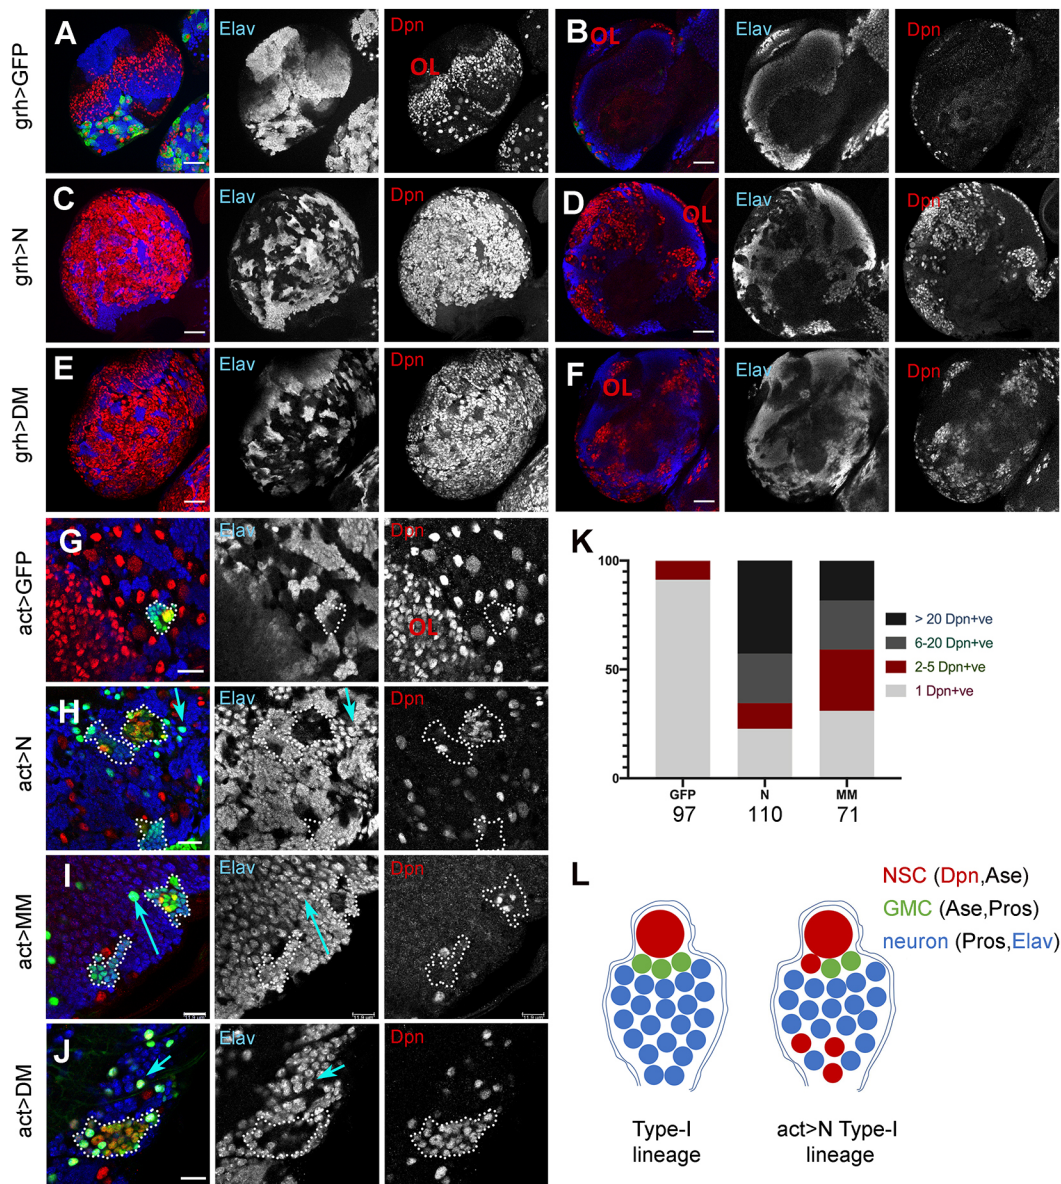 A
Elav
Dpn
OL
B
OL
Elav
Dpn
grh>GFP
C
Elav
Dpn
D
OL
Elav
Dpn
grh>N
E
Elav
Dpn
F
OL
Elav
Dpn
grh>DM
G
Elav
Dpn
OL
act>GFP
H
Elav
Dpn
act>N
I
Elav
Dpn
act>MM
J
Elav
Dpn
act>DM
K
100
50
0
GFP
N
MM
97
110
71
> 20 Dpn+ve
6-20 Dpn+ve
2-5 Dpn+ve
1 Dpn+ve
L
NSC (Dpn,Ase)
GMC (Ase,Pros)
neuron (Pros,Elav)
Type-I
lineage
act>N Type-I
lineage